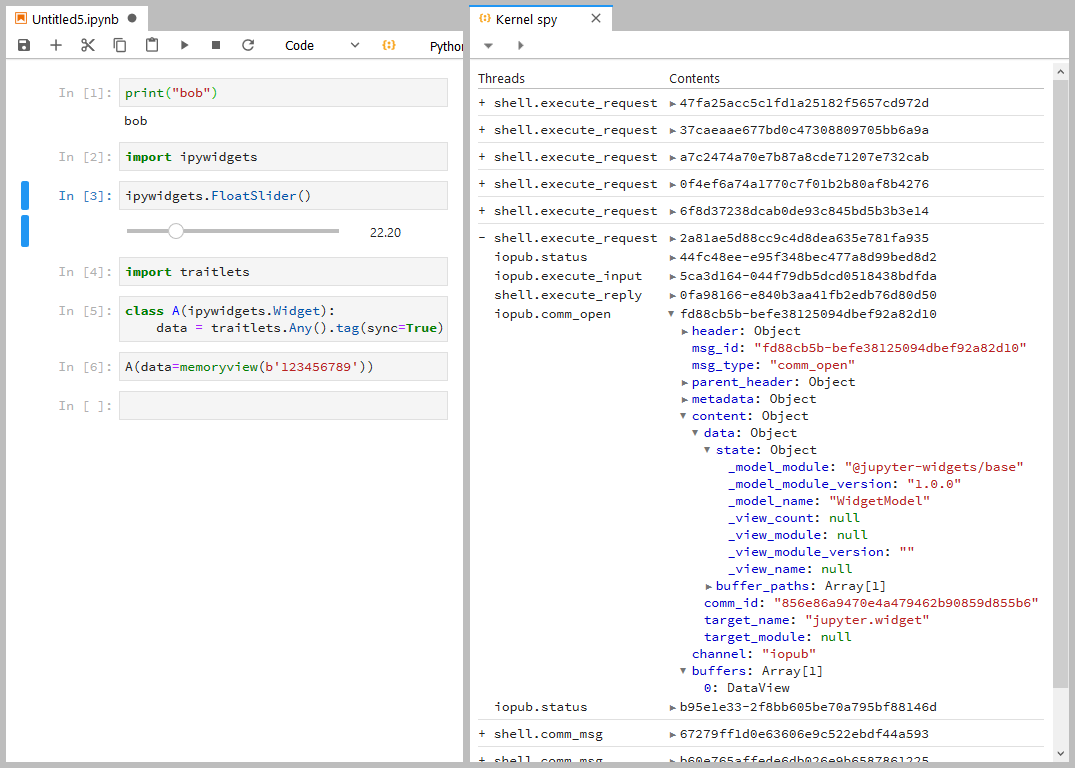 Untitled5.ipynb
Code
Pytho
In [1]: print("bob")
bob
In [2]: import ipywidgets
In [3]: ipywidgets.FloatSlider()
22.20
In [4]: import traitlets
In [5]: class A(ipywidgets.Widget):
data = traitlets.Any().tag(sync=True)
In [6]: A(data=memoryview(b'123456789'))
In [ ]:
Kernel spy
Threads Contents
+ shell.execute_request 47fa25acc5c1fd1a25182f5657cd972d
+ shell.execute_request 37caeaae677bd0c47308809705bb6a9a
+ shell.execute_request a7c2474a70e7b87a8cde71207e732cab
+ shell.execute_request 0f4ef6a74a1770c7f01b2b80af8b4276
+ shell.execute_request 6f8d37238dcab0de93c845bd5b3b3e14
- shell.execute_request 2a81ae5d88cc9c4d8dea635e781fa935
iopub.status 44fc48ee-e95f348bec477a8d99bed8d2
iopub.execute_input 5ca3d164-044f79db5dcd0518438bdfda
shell.execute_reply 0fa98166-e840b3aa41fb2edb76d80d50
iopub.comm_open fd88cb5b-befe38125094dbef92a82d10
header: Object
msg_id: "fd88cb5b-befe38125094dbef92a82d10"
msg_type: "comm_open"
parent_header: Object
metadata: Object
content: Object
data: Object
state: Object
_model_module: "@jupyter-widgets/base"
_model_module_version: "1.0.0"
_model_name: "WidgetModel"
_view_count: null
_view_module: null
_view_module_version: ""
_view_name: null
buffer_paths: Array[1]
comm_id: "856e86a9470e4a479462b90859d855b6"
target_name: "jupyter.widget"
target_module: null
channel: "iopub"
buffers: Array[1]
0: DataView
iopub.status b95e1e33-2f8bb605be70a795bf88146d
+ shell.comm_msg 67279ff1d0e63606e9c522ebdf44a593
+ shell.comm_msg b60e765affede6db026e9b6587861225